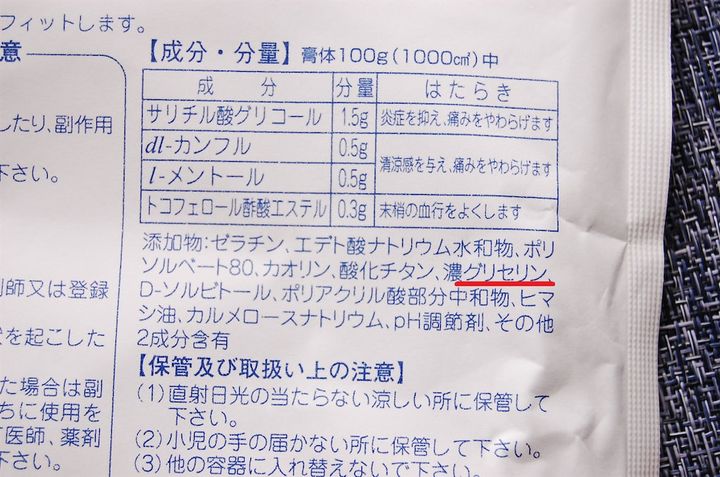 フィットします。
意
したり、副作用
ださい。
剤師又は登録
状を起こした
た場合は副
ちに使用を
医師、薬剤
下さい。
【成分・分量】膏体100g(1000c㎡)中
成 分 分量 はたらき
サリチル酸グリコール 1.5g 炎症を抑え、痛みをやわらげます
dl-カンフル 0.5g 清涼感を与え、痛みをやわらげます
l-メントール 0.5g
トコフェロール酢酸エステル 0.3g 末梢の血行をよくします
添加物:ゼラチン、エデト酸ナトリウム水和物、ポリ
ソルベート80、カオリン、酸化チタン、濃グリセリン、
D-ソルビトール、ポリアクリル酸部分中和物、ヒマ
シ油、カルメロースナトリウム、pH調節剤、その他
2成分含有
【保管及び取扱い上の注意】
(1)直射日光の当たらない涼しい所に保管して
下さい。
(2)小児の手の届かない所に保管して下さい。
(3)他の容器に入れ替えないで下さい。